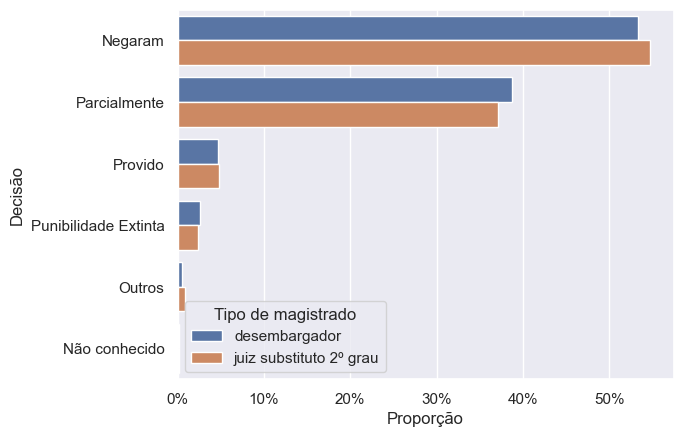 Decisão
Negaram
Parcialmente
Provido
Punibilidade Extinta
Outros
Não conhecido
Tipo de magistrado
desembargador
juiz substituto 2º grau
0%
10%
20%
30%
40%
50%
Proporção